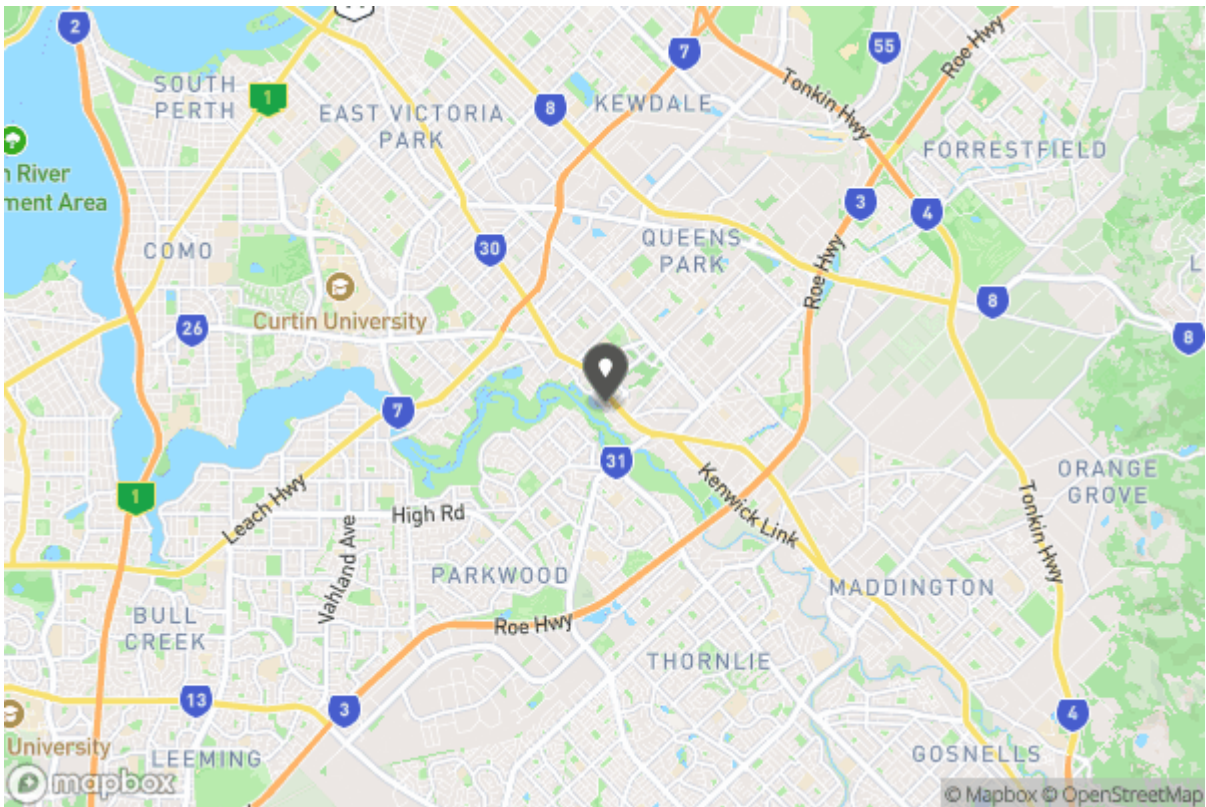 2
7
55
Roe Hwy
SOUTH
PERTH
1
8
KEWDALE
Tonkin Hwy
EAST VICTORIA
PARK
FORRESTFIELD
n River
ment Area
3
4
COMO
30
QUEENS
PARK
Roe Hwy
L
8
8
26
Curtin University
7
31
ORANGE
GROVE
1
Leach Hwy
High Rd
Kenwick Link
Tonkin Hwy
Vahland Ave
PARKWOOD
MADDINGTON
BULL
CREEK
Roe Hwy
THORNLIE
13
3
4
University
LEEMING
GOSNELLS
mapbox
© Mapbox © OpenStreetMap